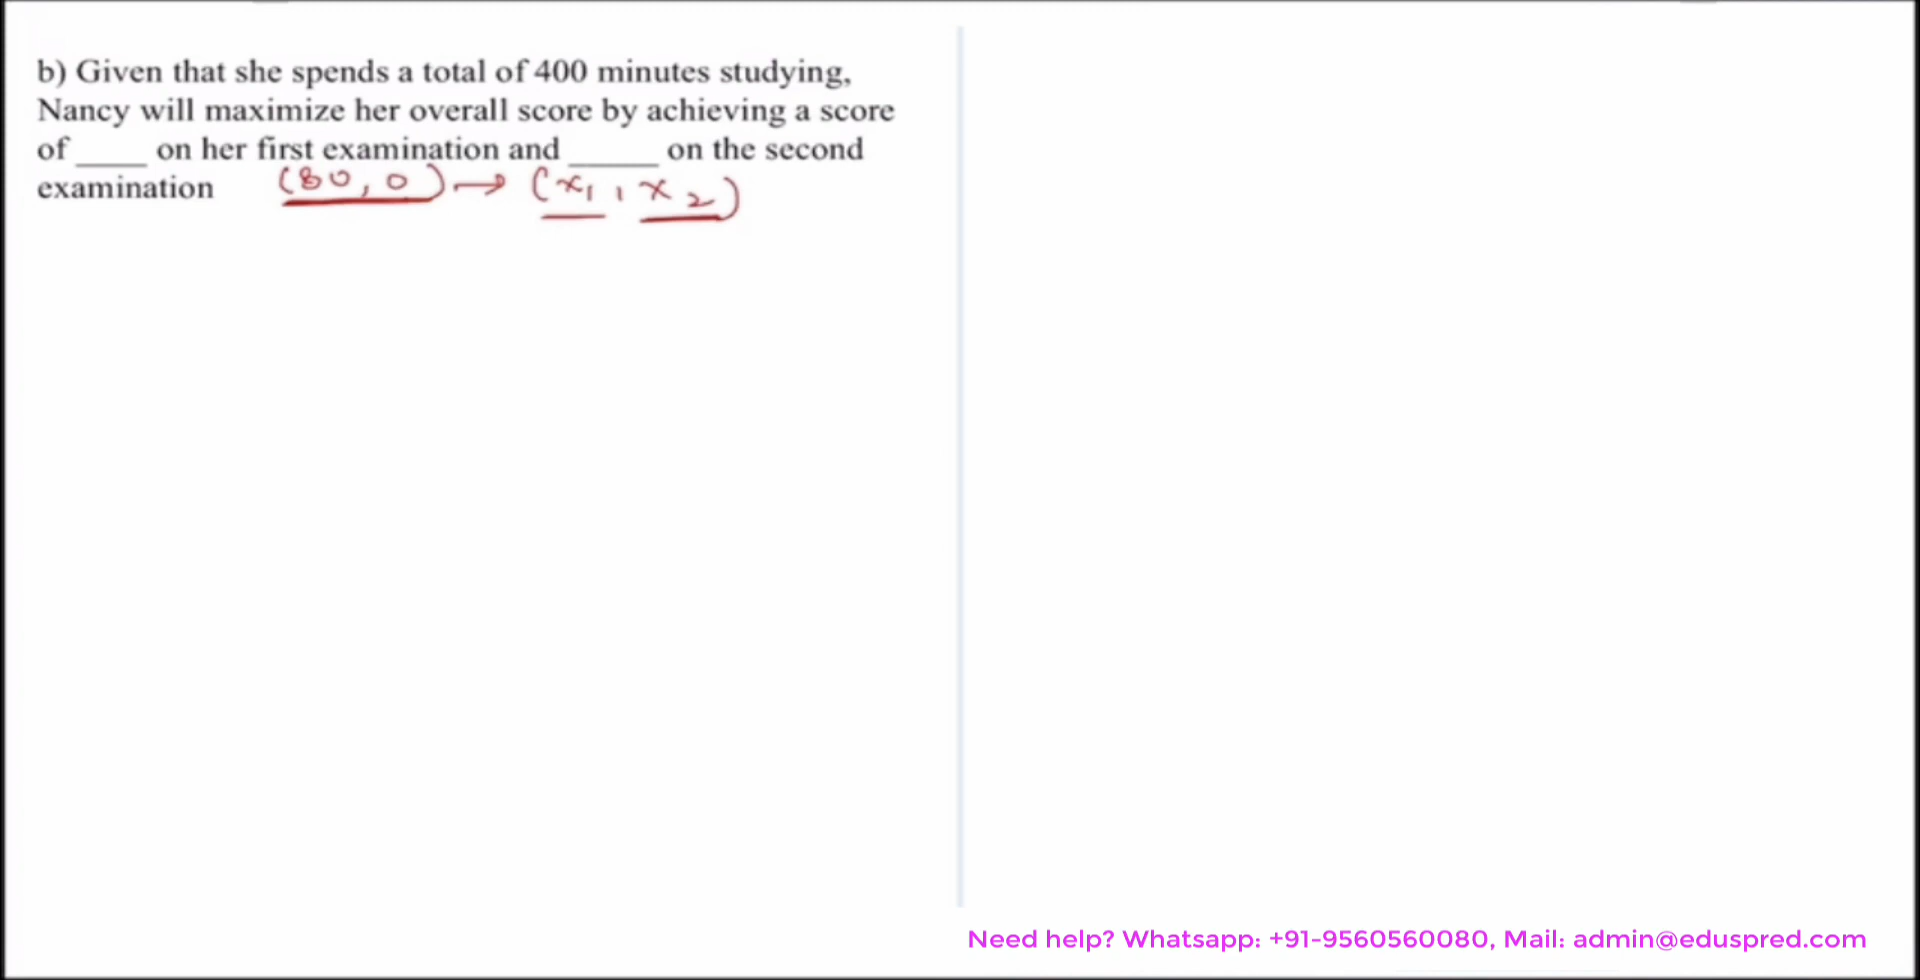 b) Given that she spends a total of 400 minutes studying,
Nancy will maximize her overall score by achieving a score
of ____ on her first examination and _____ on the second
examination (80, 0) → (x₁, x₂)
Need help? Whatsapp: +91-9560560080, Mail: admin@eduspred.com